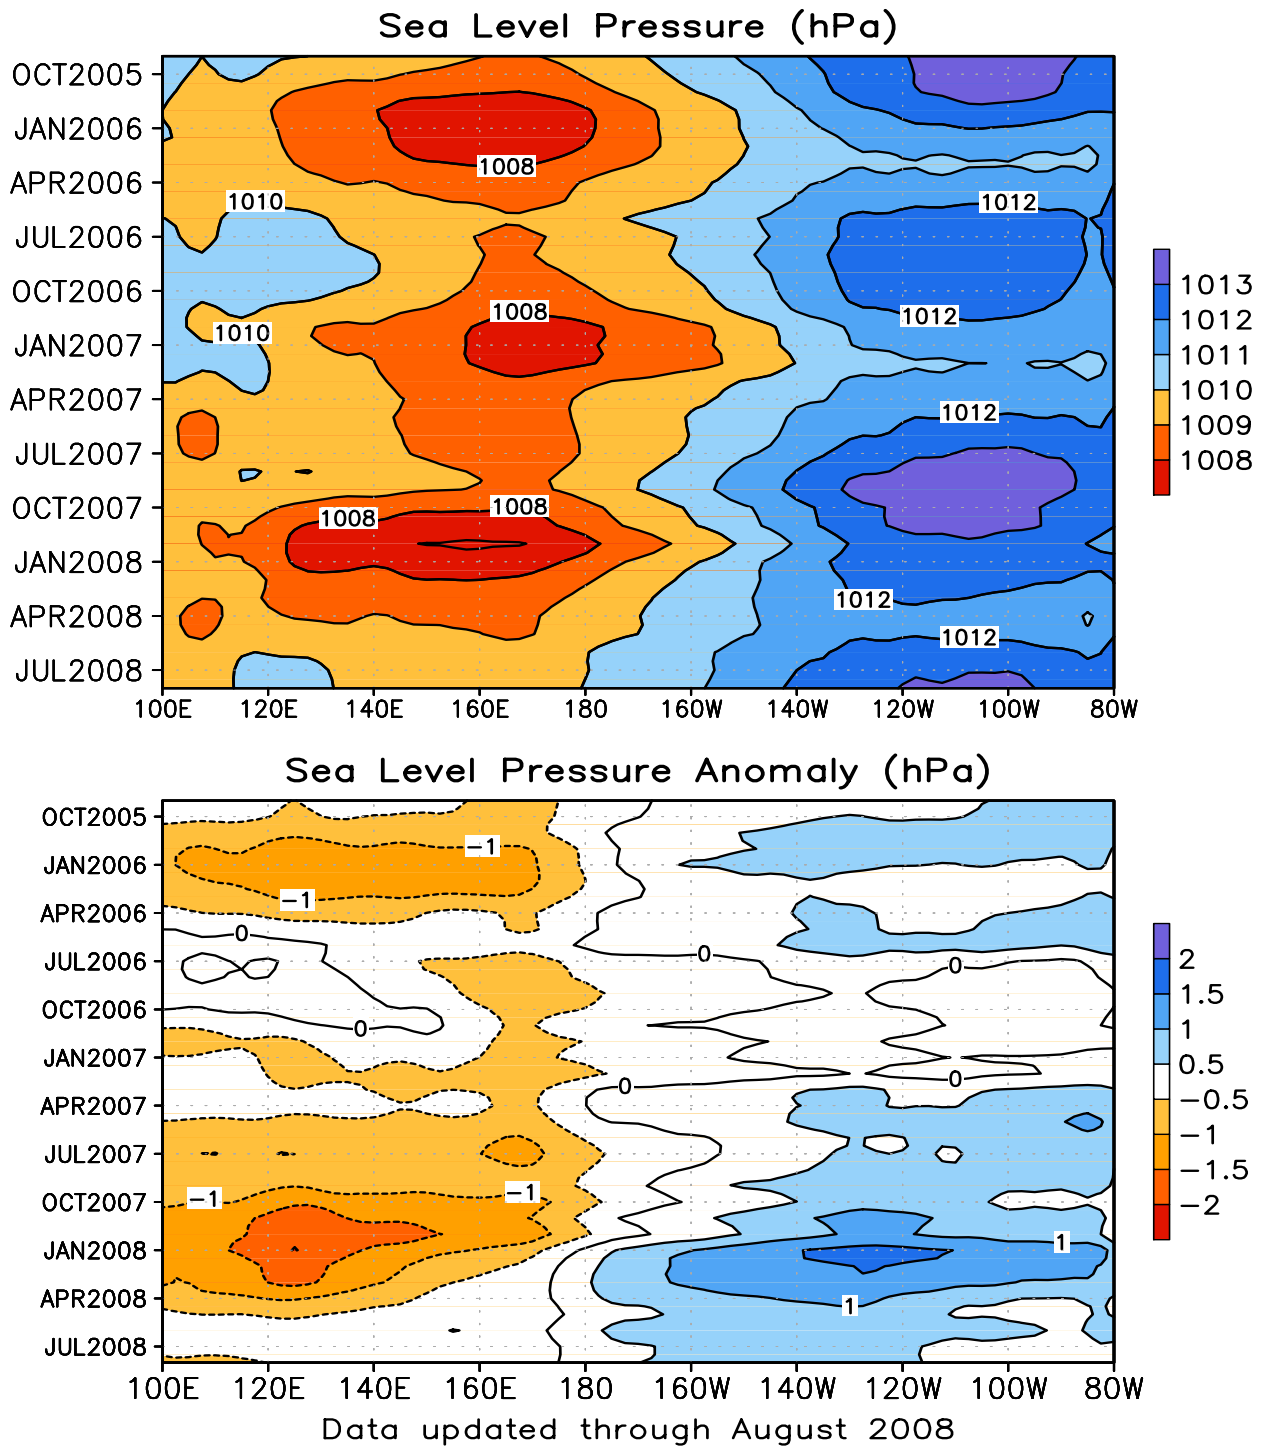 Sea Level Pressure (hPa)
OCT2005
JAN2006
1008
APR2006
1010
1012
JUL2006
OCT2006
1013
1008
1012
1012
1010
JAN2007
1011
1010
APR2007
1012
1009
JUL2007
1008
OCT2007
1008
1008
JAN2008
1012
APR2008
1012
JUL2008
100E 120E 140E 160E 180 160W 140W 120W 100W 80W
Sea Level Pressure Anomaly (hPa)
OCT2005
−1
JAN2006
−1
APR2006
0
0
JUL2006
0
2
1.5
OCT2006
0
1
JAN2007
0.5
0
0
APR2007
−0.5
−1
JUL2007
−1.5
−1
−1
OCT2007
−2
1
JAN2008
APR2008
1
JUL2008
100E 120E 140E 160E 180 160W 140W 120W 100W 80W
Data updated through August 2008